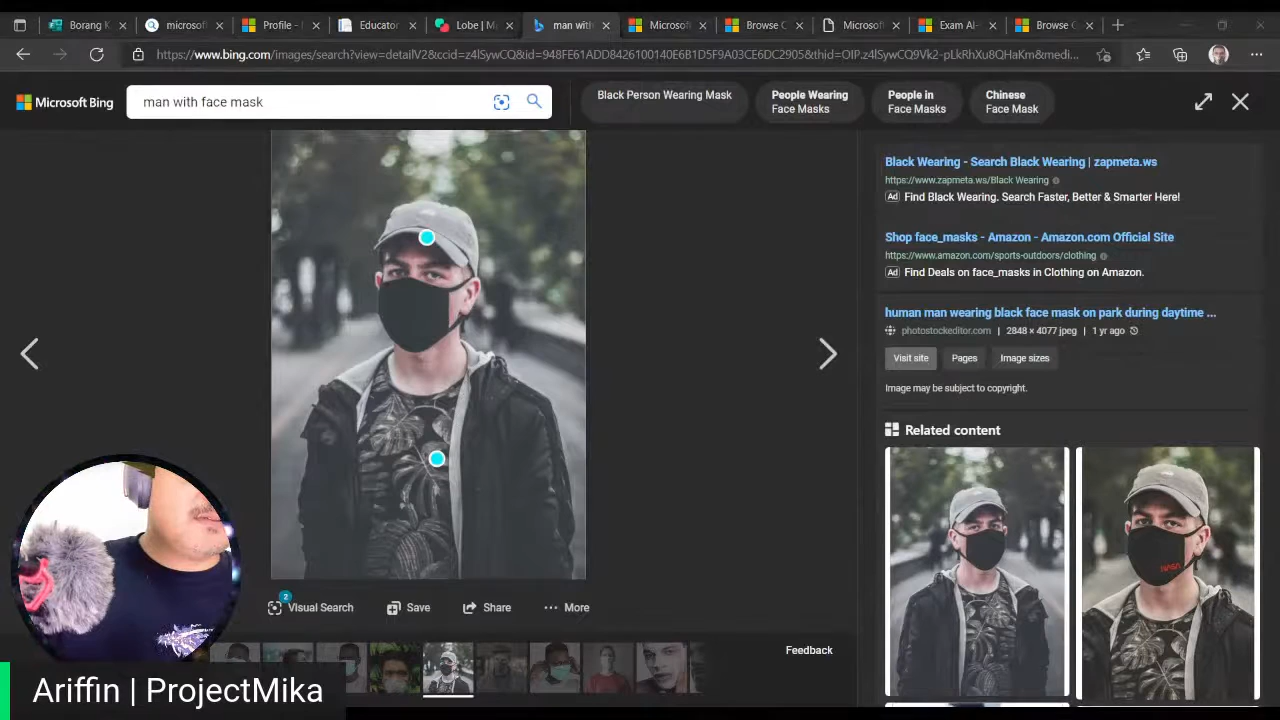 Borang K
microsoft
Profile -
Educator
Lobe | M
man with
Microsof
Browse C
Microsof
Exam AI-
Browse C
https://www.bing.com/images/search?view=detailV2&ccid=z4lSywCQ&id=948FE61ADD8426100140E6B1D5F9A03CE6DC2905&thid=OIP.z4lSywCQ9Vk2-pLkRhXu8QHaKm&medi...
Microsoft Bing
man with face mask
Black Person Wearing Mask
People Wearing
Face Masks
People in
Face Masks
Chinese
Face Mask
Black Wearing - Search Black Wearing | zapmeta.ws
https://www.zapmeta.ws/Black Wearing
Ad Find Black Wearing. Search Faster, Better & Smarter Here!
Shop face_masks - Amazon - Amazon.com Official Site
https://www.amazon.com/sports-outdoors/clothing
Ad Find Deals on face_masks in Clothing on Amazon.
human man wearing black face mask on park during daytime ...
photostockeditor.com | 2848 × 4077 jpeg | 1 yr ago
Visit site
Pages
Image sizes
Image may be subject to copyright.
Related content
NASA
2
Visual Search
Save
Share
More
Feedback
Ariffin | ProjectMika